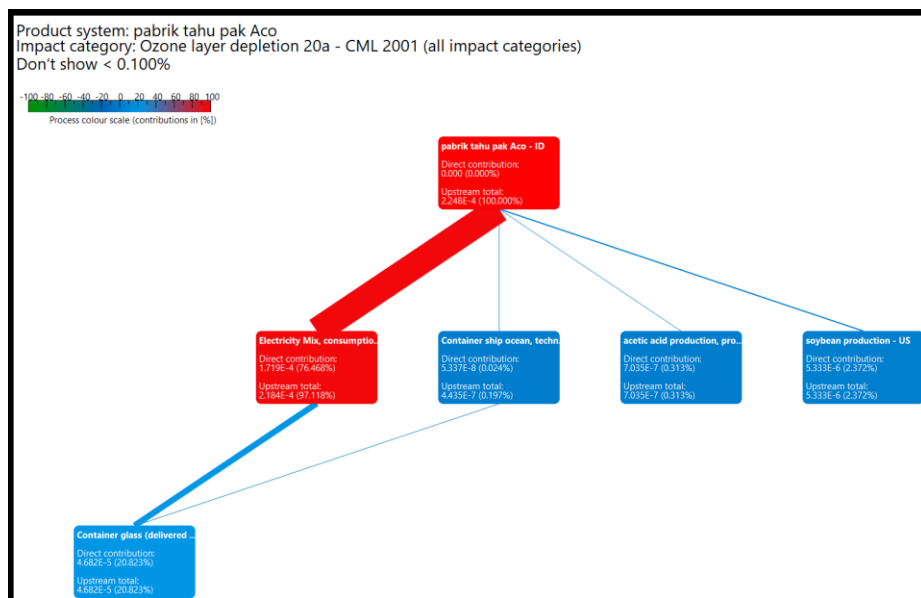 Product system: pabrik tahu pak Aco
Impact category: Ozone layer depletion 20a - CML 2001 (all impact categories)
Don't show < 0.100%
-100 -80 -60 -40 -20 0 20 40 60 80 100
Process colour scale (contributions in [%])
pabrik tahu pak Aco - ID
Direct contribution:
0.000 (0.000%)
Upstream total:
2.248E-4 (100.000%)
Electricity Mix, consumptio...
Direct contribution:
1.719E-4 (76.468%)
Upstream total:
2.184E-4 (97.118%)
Container ship ocean, techn...
Direct contribution:
5.337E-8 (0.024%)
Upstream total:
4.435E-7 (0.197%)
acetic acid production, pro...
Direct contribution:
7.035E-7 (0.313%)
Upstream total:
7.035E-7 (0.313%)
soybean production - US
Direct contribution:
5.333E-6 (2.372%)
Upstream total:
5.333E-6 (2.372%)
Container glass (delivered ...
Direct contribution:
4.682E-5 (20.823%)
Upstream total:
4.682E-5 (20.823%)